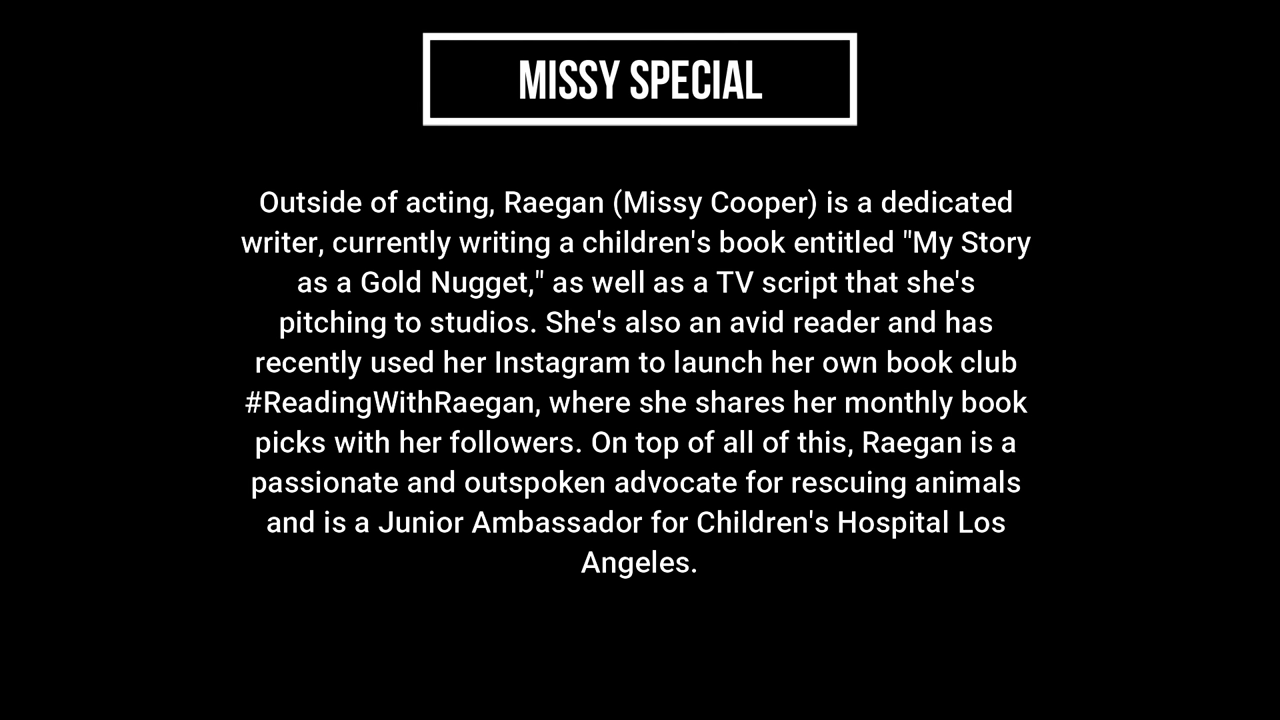 MISSY SPECIAL
Outside of acting, Raegan (Missy Cooper) is a dedicated
writer, currently writing a children's book entitled "My Story
as a Gold Nugget," as well as a TV script that she's
pitching to studios. She's also an avid reader and has
recently used her Instagram to launch her own book club
#ReadingWithRaegan, where she shares her monthly book
picks with her followers. On top of all of this, Raegan is a
passionate and outspoken advocate for rescuing animals
and is a Junior Ambassador for Children's Hospital Los
Angeles.